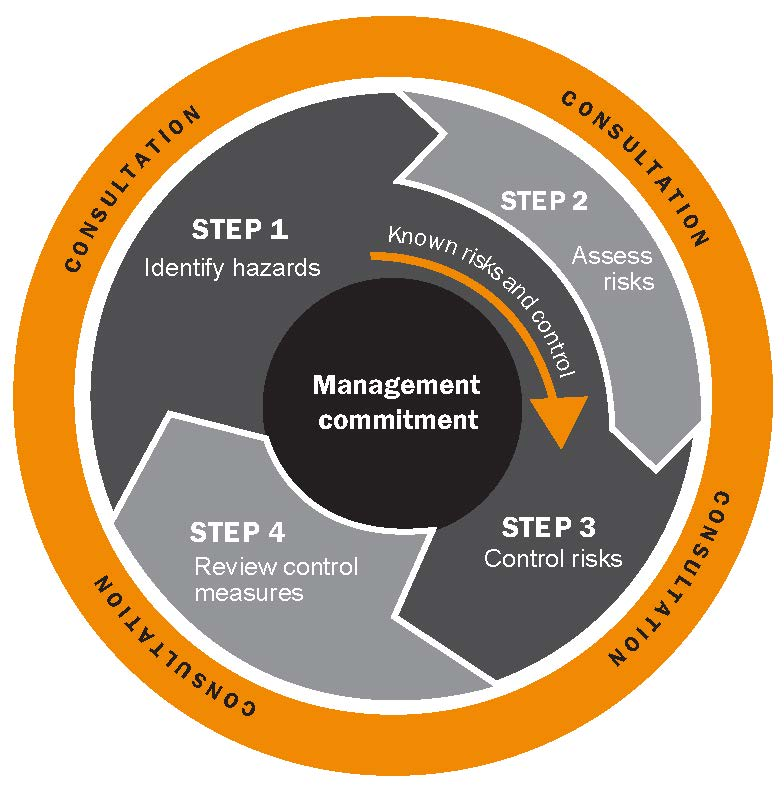 CONSULTATION
CONSULTATION
STEP 1
Identify hazards
STEP 2
Assess
risks
Known risks and control
Management
commitment
STEP 3
Control risks
STEP 4
Review control
measures
CONSULTATION
CONSULTATION